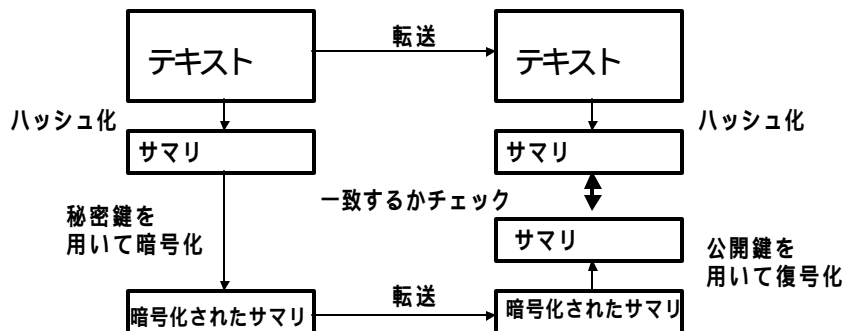 転送
テキスト
テキスト
ハッシュ化
ハッシュ化
サマリ
サマリ
一致するかチェック
秘密鍵を
用いて暗号化
サマリ
公開鍵を
用いて復号化
転送
暗号化されたサマリ
暗号化されたサマリ